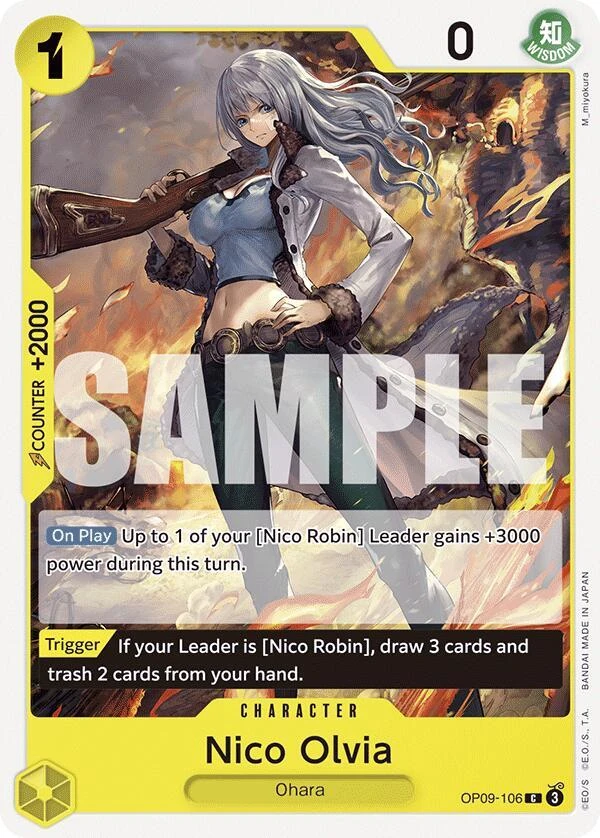 1
0
知
WISDOM
M_miyokura
COUNTER +2000
SAMPLE
On Play Up to 1 of your [Nico Robin] Leader gains +3000
power during this turn.
Trigger If your Leader is [Nico Robin], draw 3 cards and
trash 2 cards from your hand.
CHARACTER
Nico Olvia
Ohara
OP09-106 C 3
©EO/S ©E.O./S., T.A. BANDAI MADE IN JAPAN